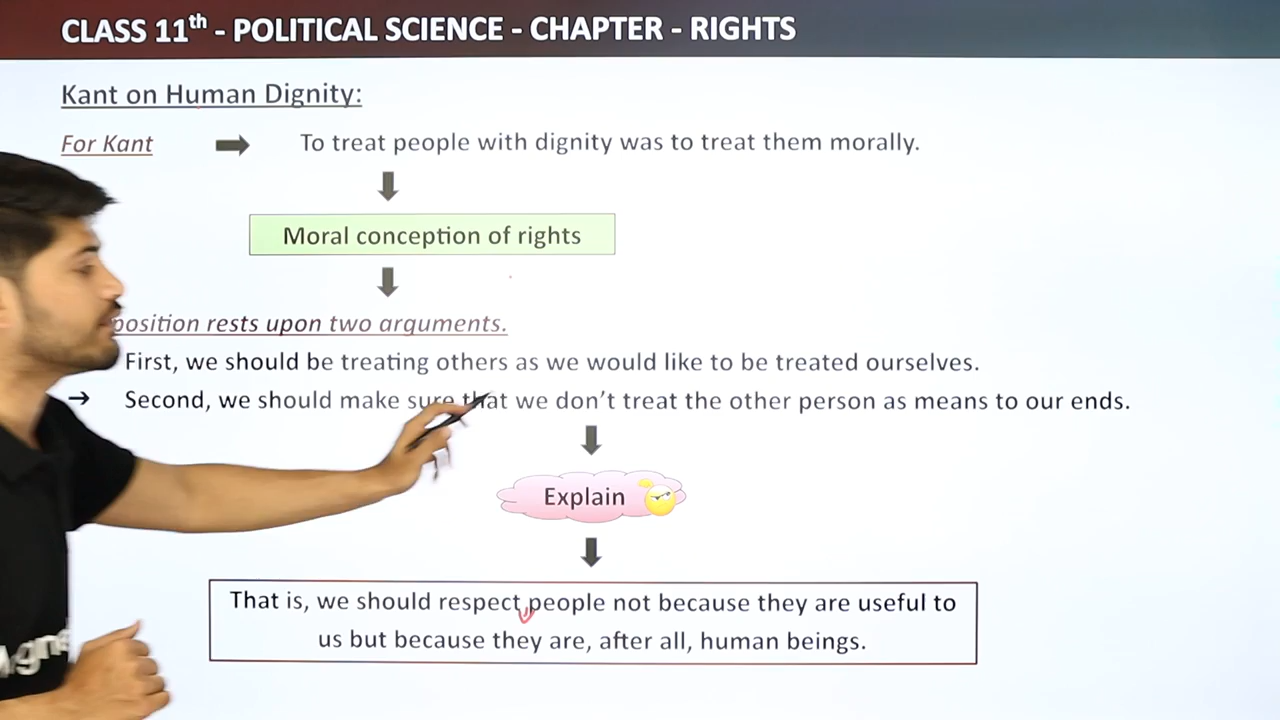 CLASS 11th - POLITICAL SCIENCE - CHAPTER - RIGHTS
Kant on Human Dignity:
For Kant To treat people with dignity was to treat them morally.
Moral conception of rights
position rests upon two arguments.
First, we should be treating others as we would like to be treated ourselves.
Second, we should make sure that we don't treat the other person as means to our ends.
Explain
That is, we should respect people not because they are useful to
us but because they are, after all, human beings.